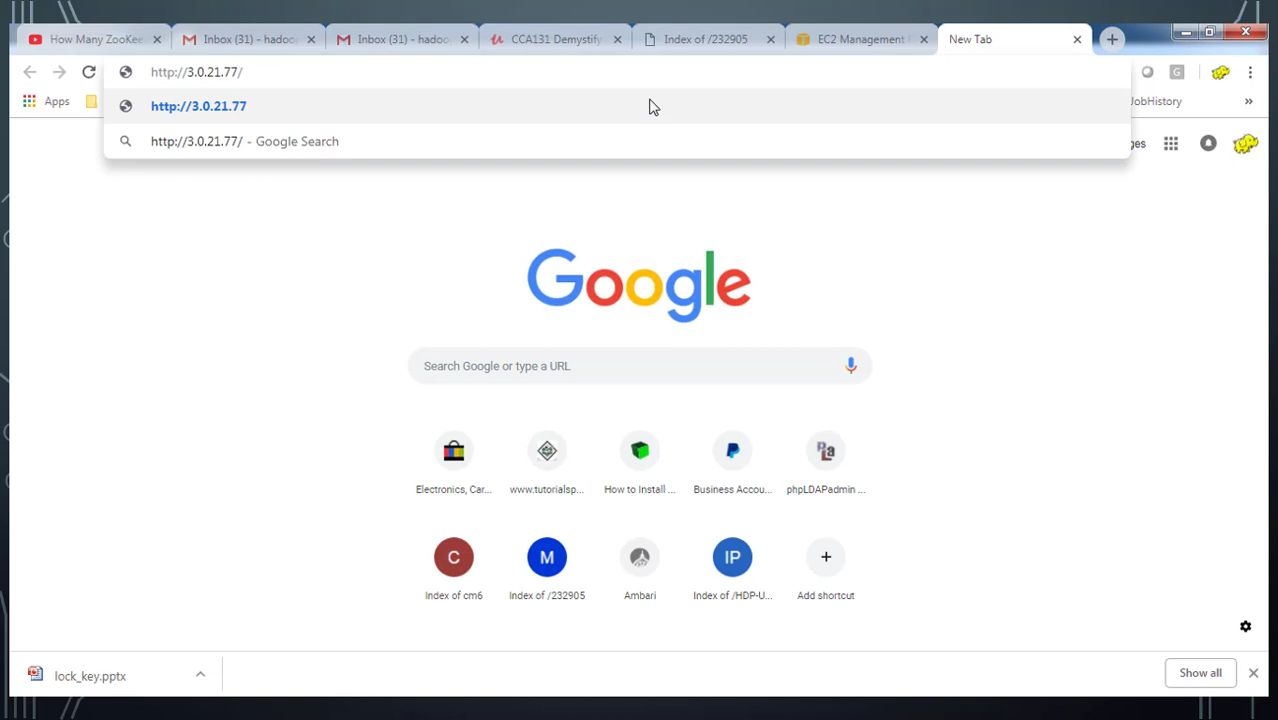 How Many ZooKee
Inbox (31) - hadoo
Inbox (31) - hadoo
CCA131 Demystify
Index of /232905
EC2 Management C
New Tab
http://3.0.21.77/
Apps
http://3.0.21.77
JobHistory
http://3.0.21.77/ - Google Search
ges
Google
Search Google or type a URL
Electronics, Car...
www.tutorialsp...
How to Install ...
Business Accou...
phpLDAPadmin ...
C
M
IP
Index of cm6
Index of /232905
Ambari
Index of /HDP-U...
Add shortcut
lock_key.pptx
Show all